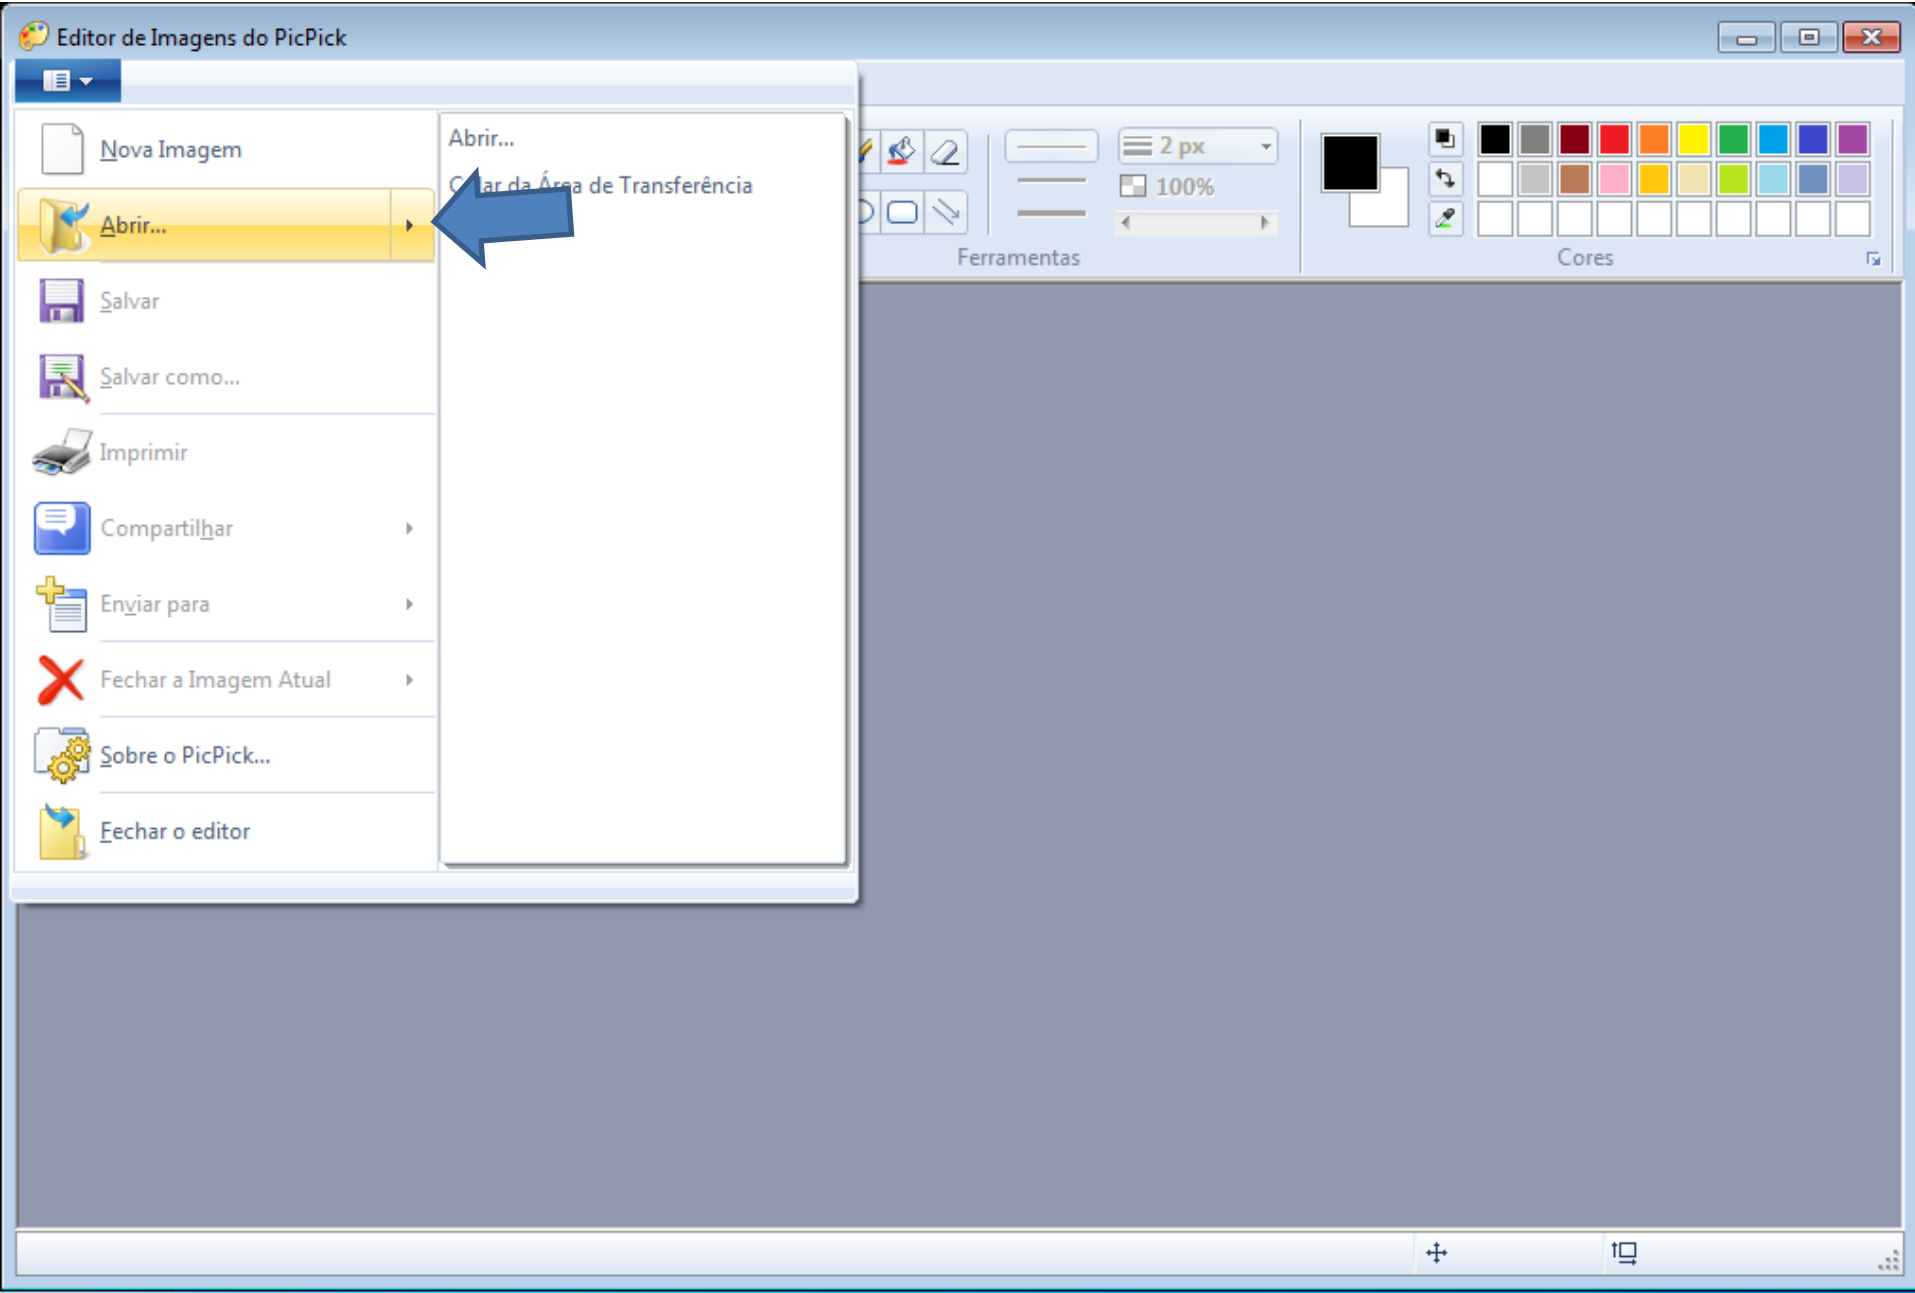 Editor de Imagens do PicPick
Nova Imagem
Abrir...
Salvar
Salvar como...
Imprimir
Compartilhar
Enviar para
Fechar a Imagem Atual
Sobre o PicPick...
Fechar o editor
Abrir...
da Área de Transferência
2 px
100%
Ferramentas
Cores